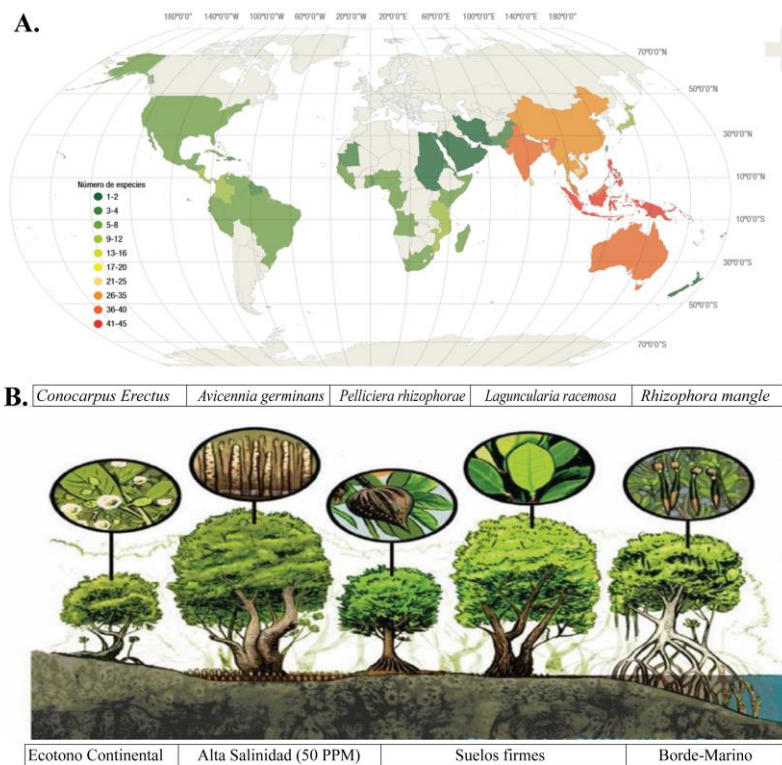 A.
180°0'0"W 140°0'0"W 100°0'0"W 60°0'0"W 20°0'0"W 20°0'0"E 60°0'0"E 100°0'0"E 140°0'0"E 180°0'0"E
70°0'0"N
50°0'0"N
30°0'0"N
10°0'0"N
10°0'0"S
30°0'0"S
50°0'0"S
70°0'0"S
Número de especies
1-2
3-4
5-8
9-12
13-16
17-20
21-25
26-35
36-40
41-45
B.
Conocarpus Erectus Avicennia germinans Pelliciera rhizophorae Laguncularia racemosa Rhizophora mangle
Ecotono Continental Alta Salinidad (50 PPM) Suelos firmes Borde-Marino